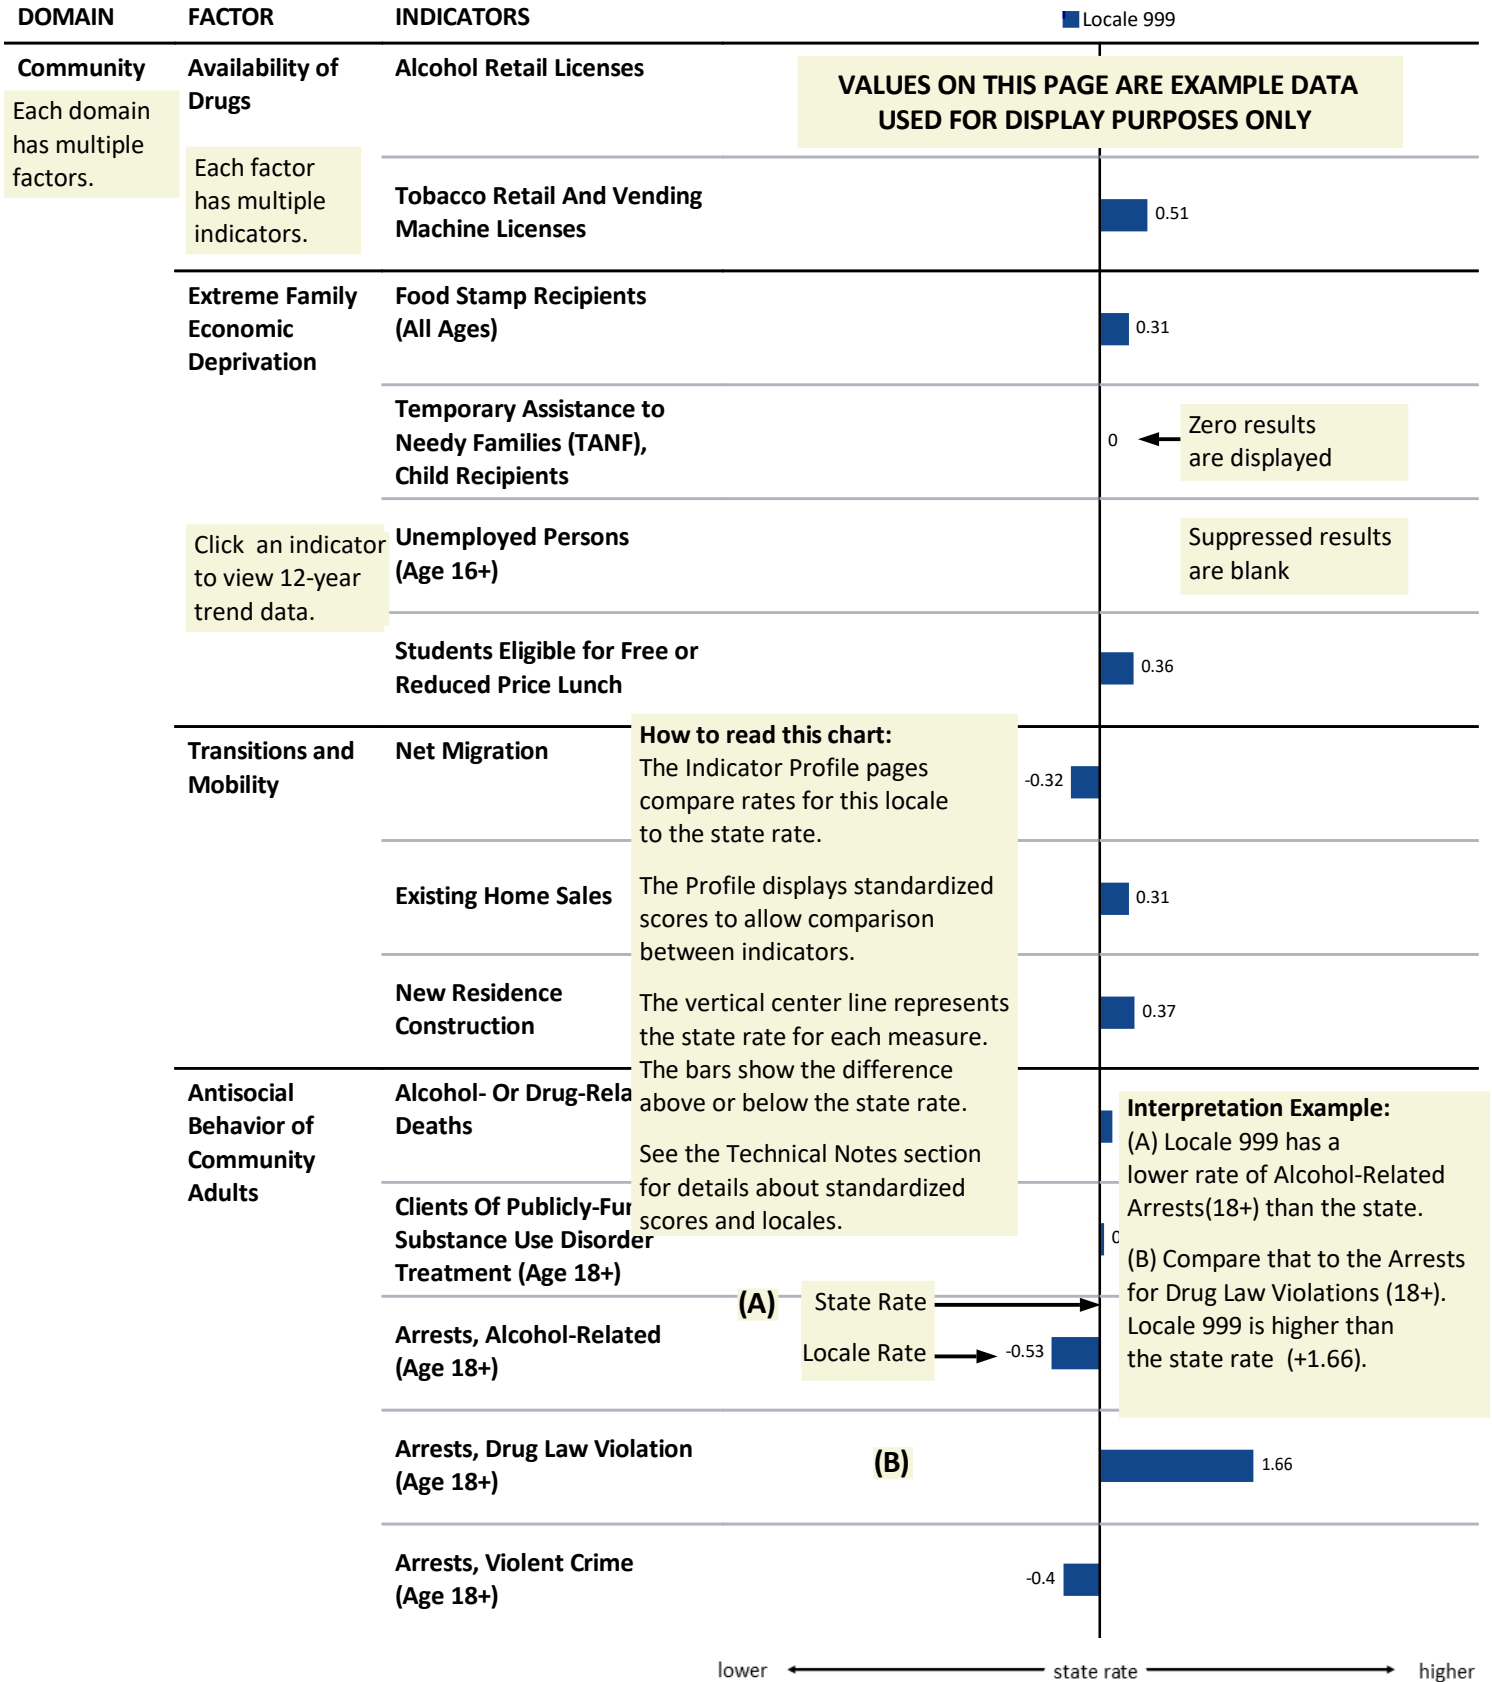 DOMAIN FACTOR INDICATORS Locale 999
Community
Each domain
has multiple
factors.
Availability of
Drugs
Each factor
has multiple
indicators.
Alcohol Retail Licenses
VALUES ON THIS PAGE ARE EXAMPLE DATA
USED FOR DISPLAY PURPOSES ONLY
Tobacco Retail And Vending
Machine Licenses
0.51
Extreme Family
Economic
Deprivation
Food Stamp Recipients
(All Ages)
0.31
Temporary Assistance to
Needy Families (TANF),
Child Recipients
0
Zero results
are displayed
Click an indicator
to view 12-year
trend data.
Unemployed Persons
(Age 16+)
Suppressed results
are blank
Students Eligible for Free or
Reduced Price Lunch
0.36
Transitions and
Mobility
Net Migration
-0.32
How to read this chart:
The Indicator Profile pages
compare rates for this locale
to the state rate.
The Profile displays standardized
scores to allow comparison
between indicators.
The vertical center line represents
the state rate for each measure.
The bars show the difference
above or below the state rate.
See the Technical Notes section
for details about standardized
scores and locales.
Existing Home Sales
0.31
New Residence
Construction
0.37
Antisocial
Behavior of
Community
Adults
Alcohol- Or Drug-Rela
Deaths
Interpretation Example:
(A) Locale 999 has a
lower rate of Alcohol-Related
Arrests(18+) than the state.
(B) Compare that to the Arrests
for Drug Law Violations (18+).
Locale 999 is higher than
the state rate (+1.66).
Clients Of Publicly-Fu
Substance Use Disorder
Treatment (Age 18+)
(A) State Rate
Locale Rate
Arrests, Alcohol-Related
(Age 18+)
-0.53
Arrests, Drug Law Violation
(Age 18+)
(B)
1.66
Arrests, Violent Crime
(Age 18+)
-0.4
lower state rate higher